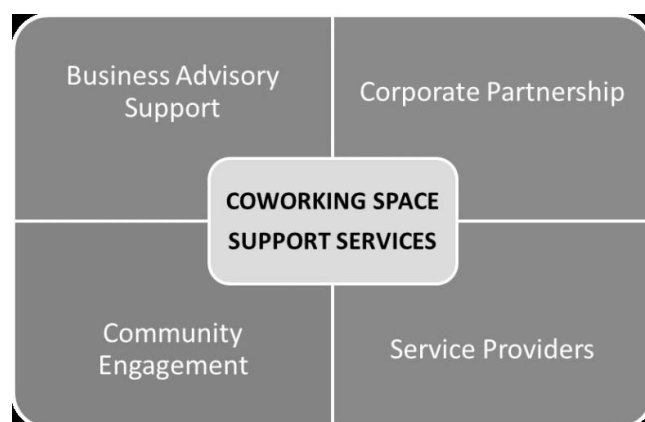 Business Advisory
Support
Corporate Partnership
COWORKING SPACE
SUPPORT SERVICES
Community
Engagement
Service Providers